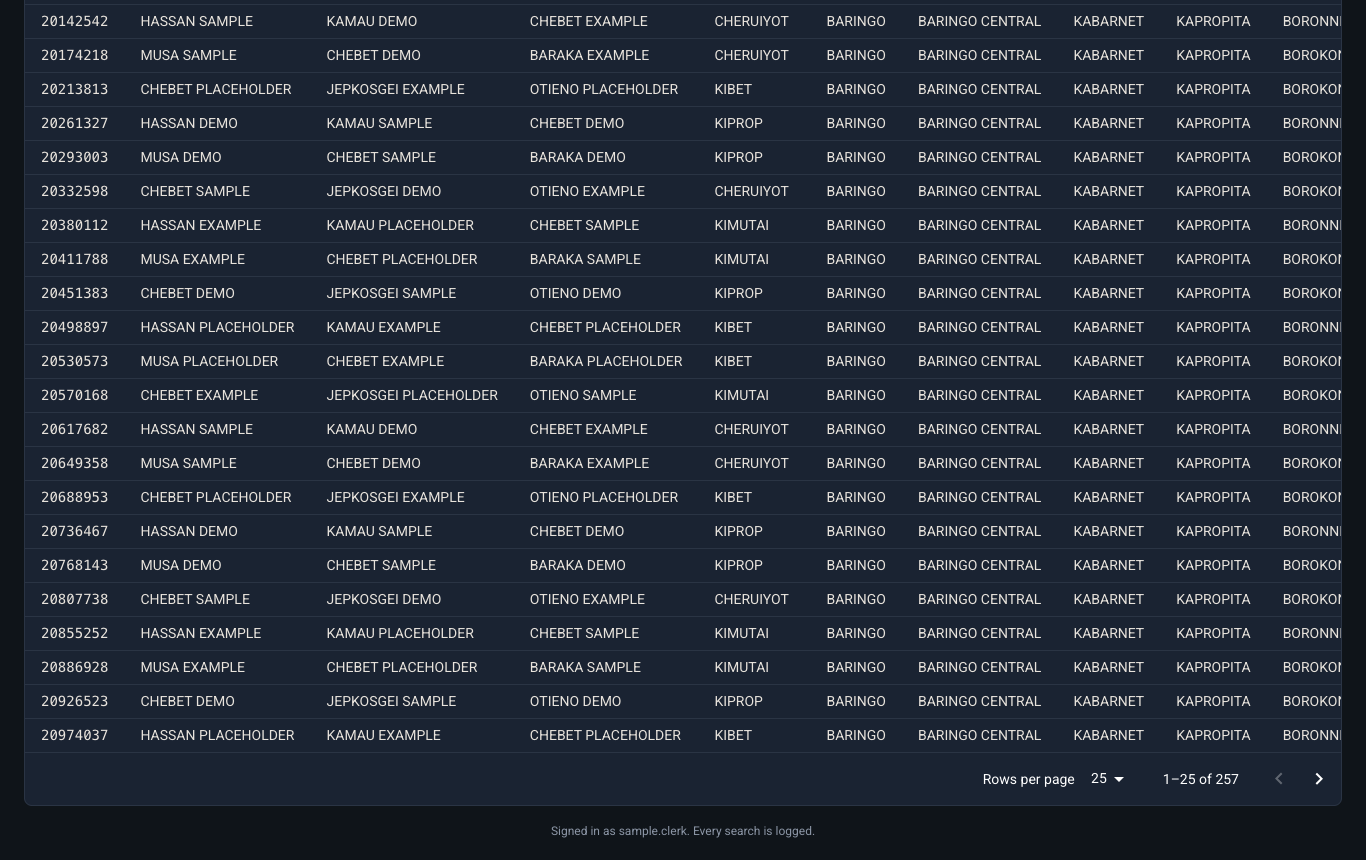 20142542 HASSAN SAMPLE KAMAU DEMO CHEBET EXAMPLE CHERUIYOT BARINGO BARINGO CENTRAL KABARNET KAPROPITA
20174218 MUSA SAMPLE CHEBET DEMO BARAKA EXAMPLE CHERUIYOT BARINGO BARINGO CENTRAL KABARNET KAPROPITA
20213813 CHEBET PLACEHOLDER JEPKOSGEI EXAMPLE OTIENO PLACEHOLDER KIBET BARINGO BARINGO CENTRAL KABARNET KAPROPITA
20261327 HASSAN DEMO KAMAU SAMPLE CHEBET DEMO KIPROP BARINGO BARINGO CENTRAL KABARNET KAPROPITA
20293003 MUSA DEMO CHEBET SAMPLE BARAKA DEMO KIPROP BARINGO BARINGO CENTRAL KABARNET KAPROPITA
20332598 CHEBET SAMPLE JEPKOSGEI DEMO OTIENO EXAMPLE CHERUIYOT BARINGO BARINGO CENTRAL KABARNET KAPROPITA
20380112 HASSAN EXAMPLE KAMAU PLACEHOLDER CHEBET SAMPLE KIMUTAI BARINGO BARINGO CENTRAL KABARNET KAPROPITA
20411788 MUSA EXAMPLE CHEBET PLACEHOLDER BARAKA SAMPLE KIMUTAI BARINGO BARINGO CENTRAL KABARNET KAPROPITA
20451383 CHEBET DEMO JEPKOSGEI SAMPLE OTIENO DEMO KIPROP BARINGO BARINGO CENTRAL KABARNET KAPROPITA
20498897 HASSAN PLACEHOLDER KAMAU EXAMPLE CHEBET PLACEHOLDER KIBET BARINGO BARINGO CENTRAL KABARNET KAPROPITA
20530573 MUSA PLACEHOLDER CHEBET EXAMPLE BARAKA PLACEHOLDER KIBET BARINGO BARINGO CENTRAL KABARNET KAPROPITA
20570168 CHEBET EXAMPLE JEPKOSGEI PLACEHOLDER OTIENO SAMPLE KIMUTAI BARINGO BARINGO CENTRAL KABARNET KAPROPITA
20617682 HASSAN SAMPLE KAMAU DEMO CHEBET EXAMPLE CHERUIYOT BARINGO BARINGO CENTRAL KABARNET KAPROPITA
20649358 MUSA SAMPLE CHEBET DEMO BARAKA EXAMPLE CHERUIYOT BARINGO BARINGO CENTRAL KABARNET KAPROPITA
20688953 CHEBET PLACEHOLDER JEPKOSGEI EXAMPLE OTIENO PLACEHOLDER KIBET BARINGO BARINGO CENTRAL KABARNET KAPROPITA
20736467 HASSAN DEMO KAMAU SAMPLE CHEBET DEMO KIPROP BARINGO BARINGO CENTRAL KABARNET KAPROPITA
20768143 MUSA DEMO CHEBET SAMPLE BARAKA DEMO KIPROP BARINGO BARINGO CENTRAL KABARNET KAPROPITA
20807738 CHEBET SAMPLE JEPKOSGEI DEMO OTIENO EXAMPLE CHERUIYOT BARINGO BARINGO CENTRAL KABARNET KAPROPITA
20855252 HASSAN EXAMPLE KAMAU PLACEHOLDER CHEBET SAMPLE KIMUTAI BARINGO BARINGO CENTRAL KABARNET KAPROPITA
20886928 MUSA EXAMPLE CHEBET PLACEHOLDER BARAKA SAMPLE KIMUTAI BARINGO BARINGO CENTRAL KABARNET KAPROPITA
20926523 CHEBET DEMO JEPKOSGEI SAMPLE OTIENO DEMO KIPROP BARINGO BARINGO CENTRAL KABARNET KAPROPITA
20974037 HASSAN PLACEHOLDER KAMAU EXAMPLE CHEBET PLACEHOLDER KIBET BARINGO BARINGO CENTRAL KABARNET KAPROPITA
Rows per page 25 1–25 of 257
Signed in as sample.clerk. Every search is logged.